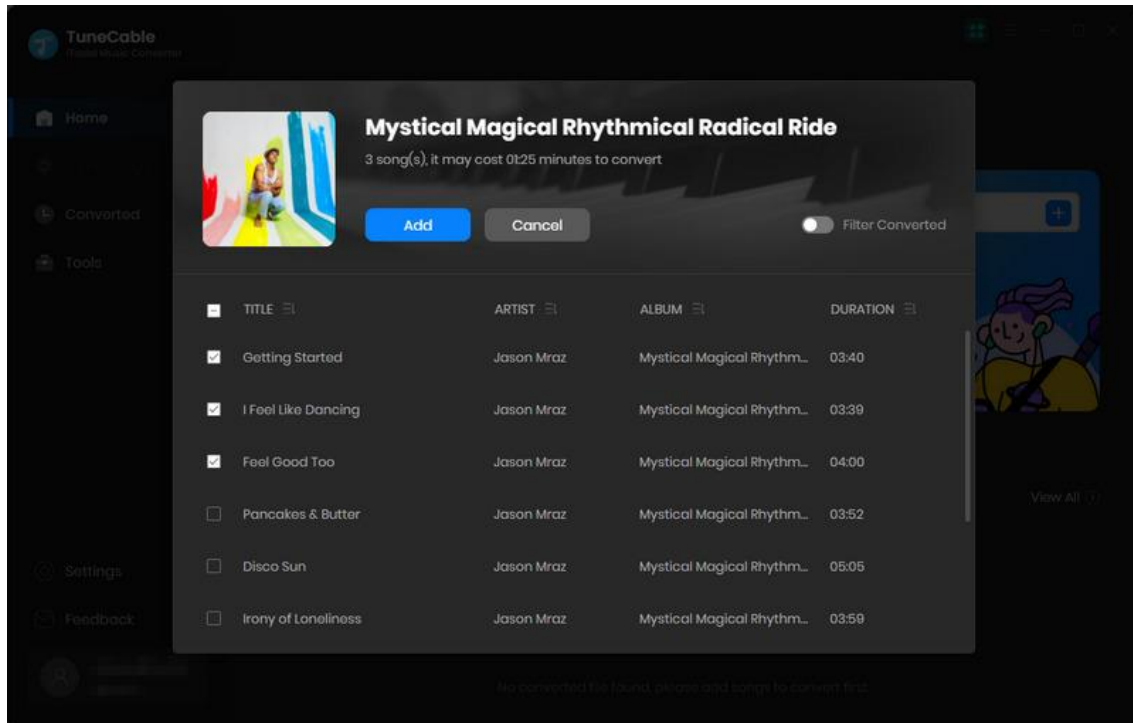 TuneCable
iTunes Music Converter
Home
Converted
Tools
Settings
Feedback
Mystical Magical Rhythmical Radical Ride
3 song(s), it may cost 01:25 minutes to convert
Add Cancel Filter Converted
TITLE ARTIST ALBUM DURATION
Getting Started Jason Mraz Mystical Magical Rhythm... 03:40
I Feel Like Dancing Jason Mraz Mystical Magical Rhythm... 03:39
Feel Good Too Jason Mraz Mystical Magical Rhythm... 04:00
Pancakes & Butter Jason Mraz Mystical Magical Rhythm... 03:52
Disco Sun Jason Mraz Mystical Magical Rhythm... 05:05
Irony of Loneliness Jason Mraz Mystical Magical Rhythm... 03:59
View All
No converted file found, please add songs to convert first.